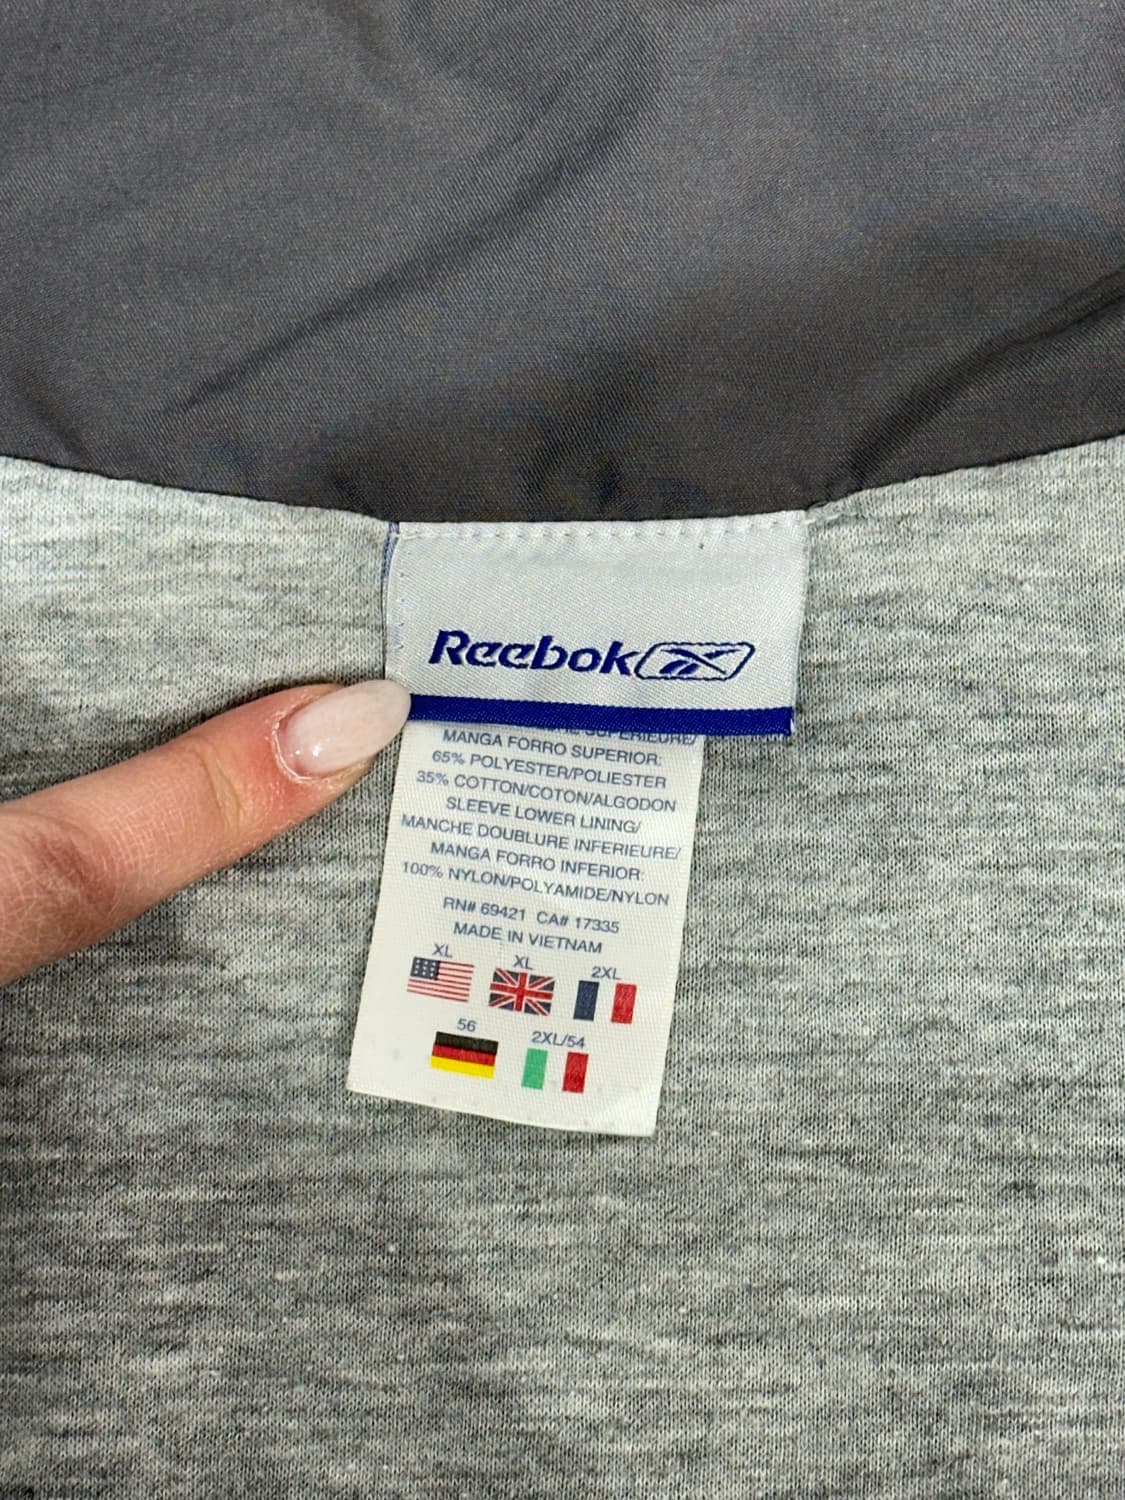 Reebok
SUPERIEURE/
MANGA FORRO SUPERIOR:
65% POLYESTER/POLIESTER
35% COTTON/COTON/ALGODON
SLEEVE LOWER LINING/
MANCHE DOUBLURE INFERIEURE/
MANGA FORRO INFERIOR:
100% NYLON/POLYAMIDE/NYLON
RN# 69421 CA# 17335
MADE IN VIETNAM
XL XL 2XL
56 2XL/54